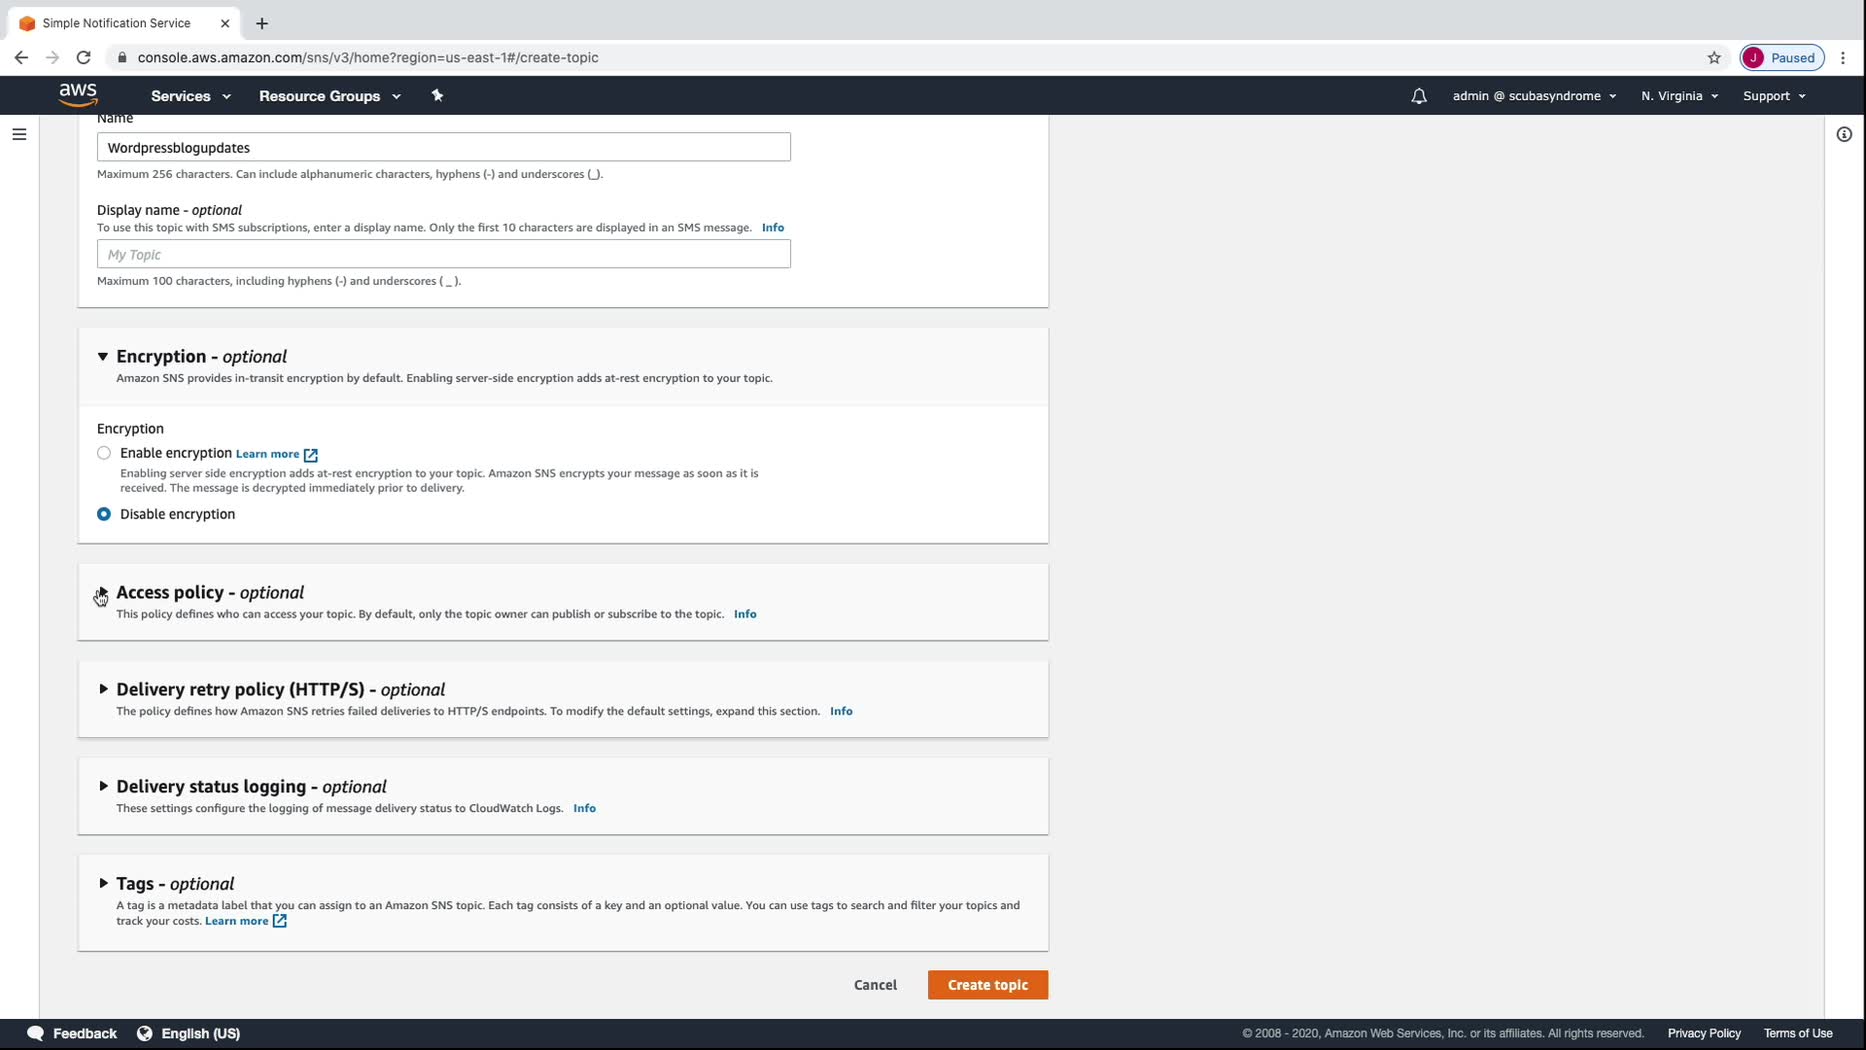 Simple Notification Service
console.aws.amazon.com/sns/v3/home?region=us-east-1#/create-topic
J Paused
aws Services Resource Groups admin @ scubasyndrome N. Virginia Support
Name
Wordpressblogupdates
Maximum 256 characters. Can include alphanumeric characters, hyphens (-) and underscores (_).
Display name - optional
To use this topic with SMS subscriptions, enter a display name. Only the first 10 characters are displayed in an SMS message. Info
My Topic
Maximum 100 characters, including hyphens (-) and underscores ( _ ).
Encryption - optional
Amazon SNS provides in-transit encryption by default. Enabling server-side encryption adds at-rest encryption to your topic.
Encryption
Enable encryption Learn more
Enabling server side encryption adds at-rest encryption to your topic. Amazon SNS encrypts your message as soon as it is
received. The message is decrypted immediately prior to delivery.
Disable encryption
Access policy - optional
This policy defines who can access your topic. By default, only the topic owner can publish or subscribe to the topic. Info
Delivery retry policy (HTTP/S) - optional
The policy defines how Amazon SNS retries failed deliveries to HTTP/S endpoints. To modify the default settings, expand this section. Info
Delivery status logging - optional
These settings configure the logging of message delivery status to CloudWatch Logs. Info
Tags - optional
A tag is a metadata label that you can assign to an Amazon SNS topic. Each tag consists of a key and an optional value. You can use tags to search and filter your topics and
track your costs. Learn more
Cancel Create topic
Feedback English (US) © 2008 - 2020, Amazon Web Services, Inc. or its affiliates. All rights reserved. Privacy Policy Terms of Use